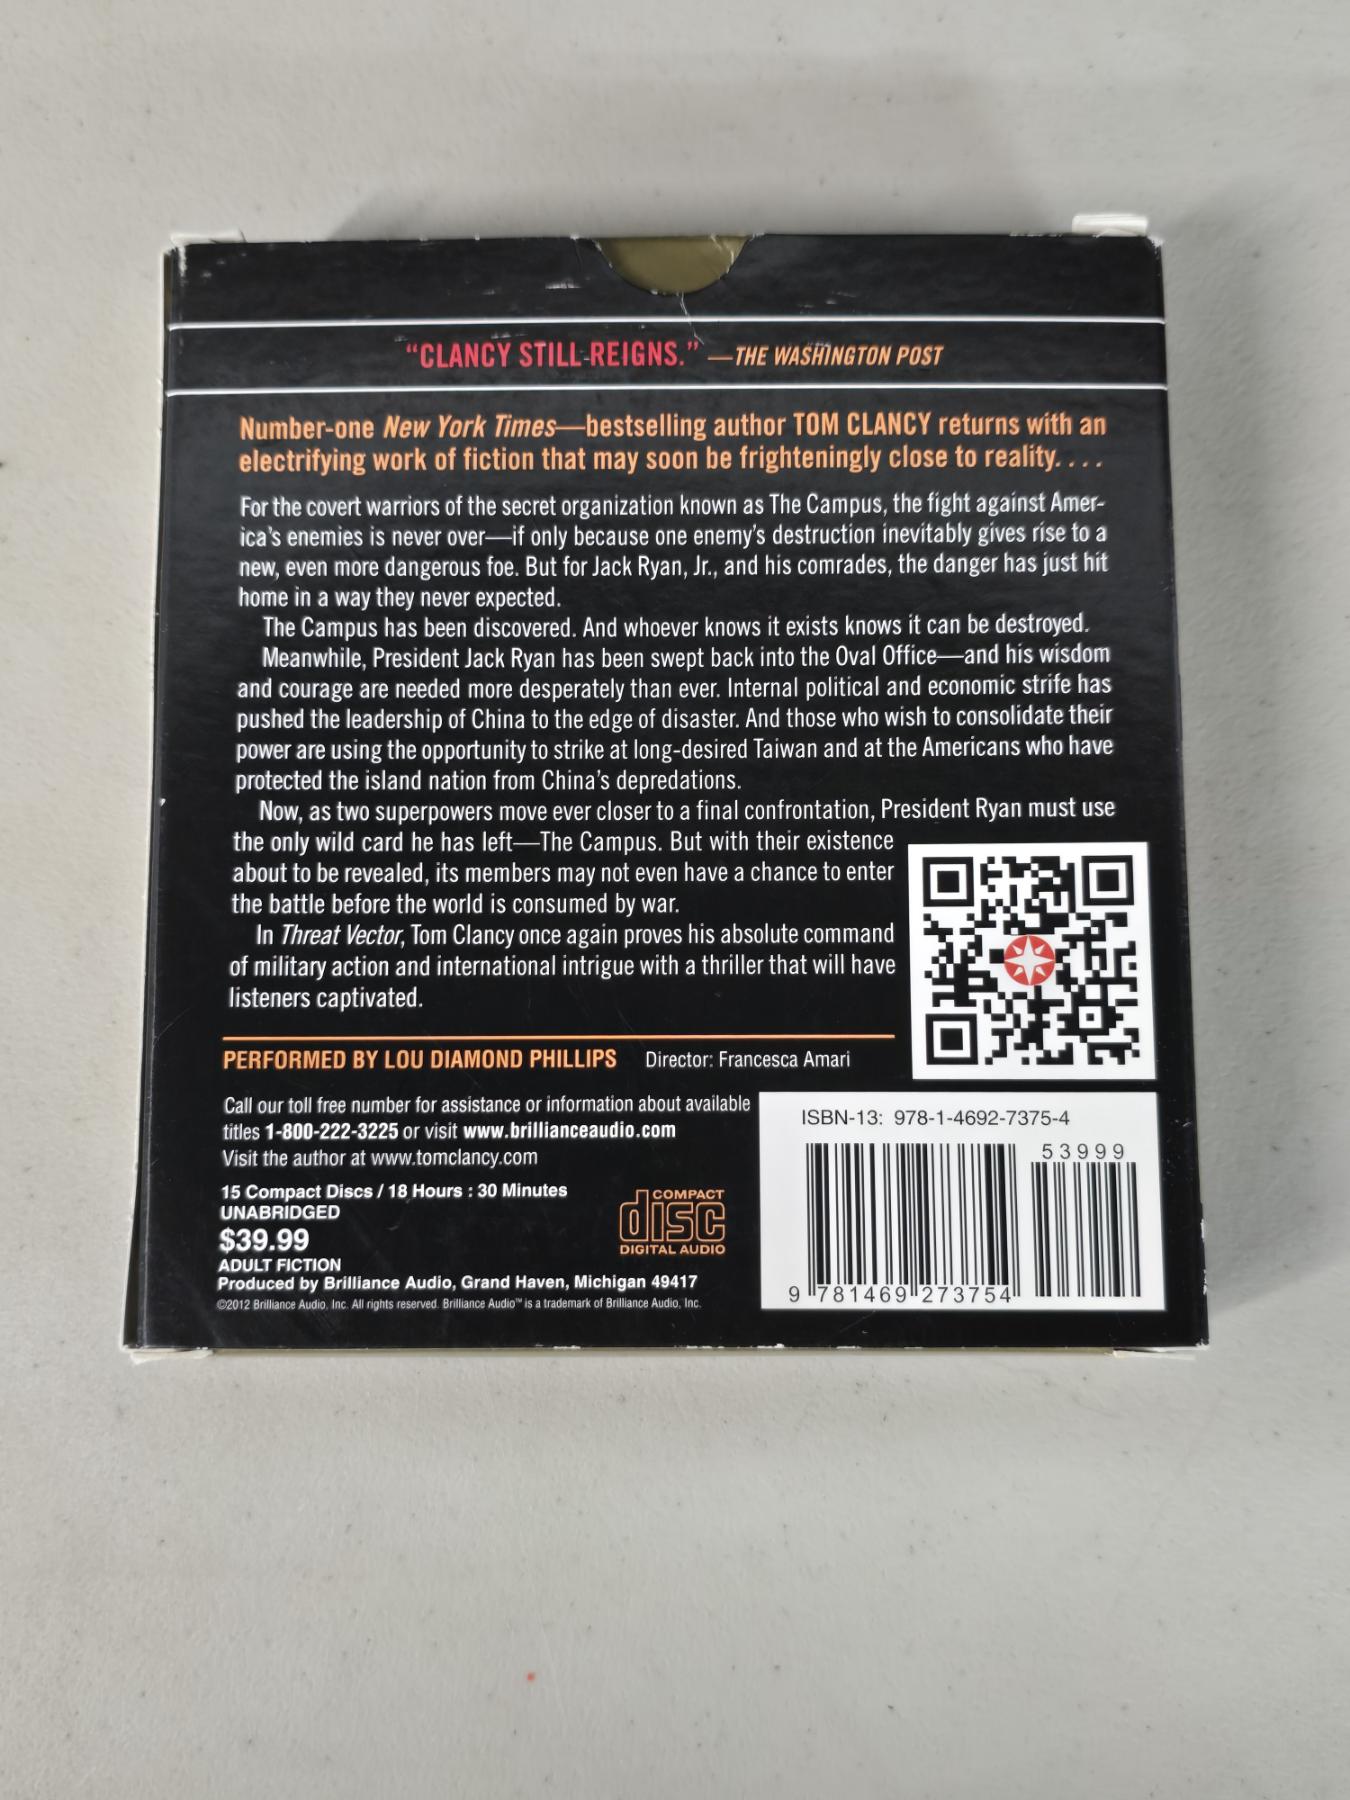 “CLANCY STILL REIGNS.” —THE WASHINGTON POST
Number-one New York Times—bestselling author TOM CLANCY returns with an
electrifying work of fiction that may soon be frighteningly close to reality. . . .
For the covert warriors of the secret organization known as The Campus, the fight against Amer-
ica’s enemies is never over—if only because one enemy’s destruction inevitably gives rise to a
new, even more dangerous foe. But for Jack Ryan, Jr., and his comrades, the danger has just hit
home in a way they never expected.
The Campus has been discovered. And whoever knows it exists knows it can be destroyed.
Meanwhile, President Jack Ryan has been swept back into the Oval Office—and his wisdom
and courage are needed more desperately than ever. Internal political and economic strife has
pushed the leadership of China to the edge of disaster. And those who wish to consolidate their
power are using the opportunity to strike at long-desired Taiwan and at the Americans who have
protected the island nation from China’s depredations.
Now, as two superpowers move ever closer to a final confrontation, President Ryan must use
the only wild card he has left—The Campus. But with their existence
about to be revealed, its members may not even have a chance to enter
the battle before the world is consumed by war.
In Threat Vector, Tom Clancy once again proves his absolute command
of military action and international intrigue with a thriller that will have
listeners captivated.
PERFORMED BY LOU DIAMOND PHILLIPS Director: Francesca Amari
Call our toll free number for assistance or information about available
titles 1-800-222-3225 or visit www.brillianceaudio.com
Visit the author at www.tomclancy.com
15 Compact Discs / 18 Hours : 30 Minutes
UNABRIDGED
$39.99
ADULT FICTION
Produced by Brilliance Audio, Grand Haven, Michigan 49417
©2012 Brilliance Audio, Inc. All rights reserved. Brilliance Audio™ is a trademark of Brilliance Audio, Inc.
COMPACT
disc
DIGITAL AUDIO
ISBN-13: 978-1-4692-7375-4
53999
9 781469 273754